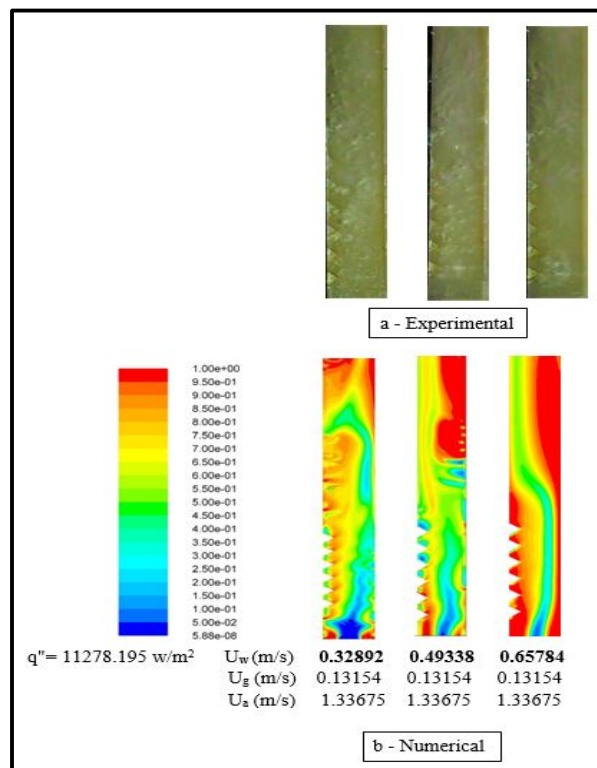 a - Experimental
1.00e+00
9.50e-01
9.00e-01
8.50e-01
8.00e-01
7.50e-01
7.00e-01
6.50e-01
6.00e-01
5.50e-01
5.00e-01
4.50e-01
4.00e-01
3.50e-01
3.00e-01
2.50e-01
2.00e-01
1.50e-01
1.00e-01
5.00e-02
5.88e-08
q"= 11278.195 w/m² U_w (m/s) 0.32892 0.49338 0.65784
U_g (m/s) 0.13154 0.13154 0.13154
U_a (m/s) 1.33675 1.33675 1.33675
b - Numerical